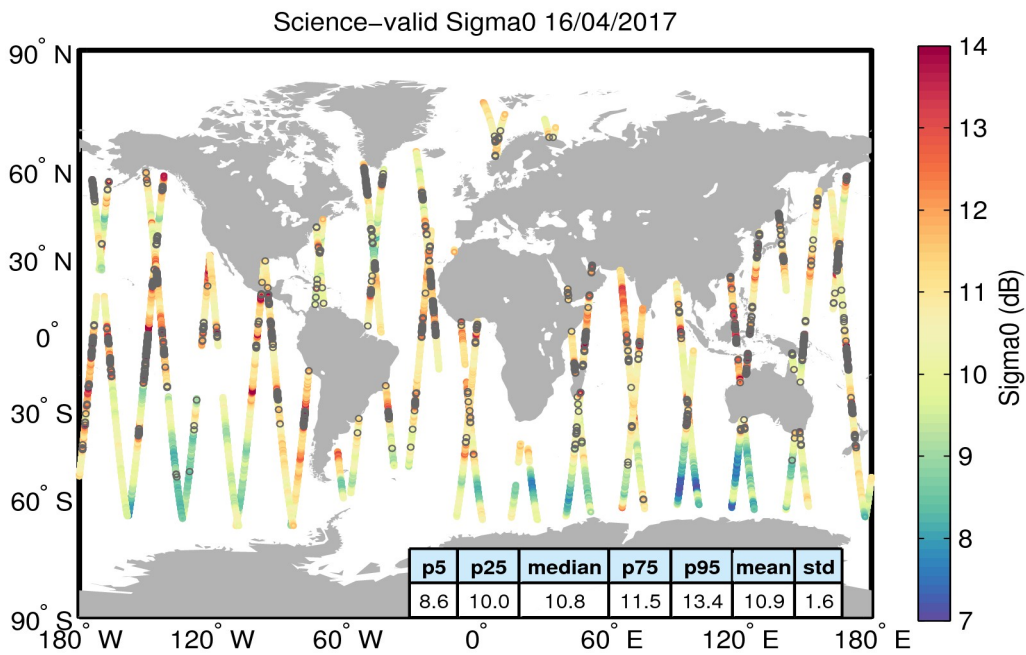 Science−valid Sigma0 16/04/2017
90° N
60° N
30° N
0°
30° S
60° S
90° S
180° W
120° W
60° W
0°
60° E
120° E
180° E
p5 p25 median p75 p95 mean std
8.6 10.0 10.8 11.5 13.4 10.9 1.6
14
13
12
11
10
9
8
7
Sigma0 (dB)